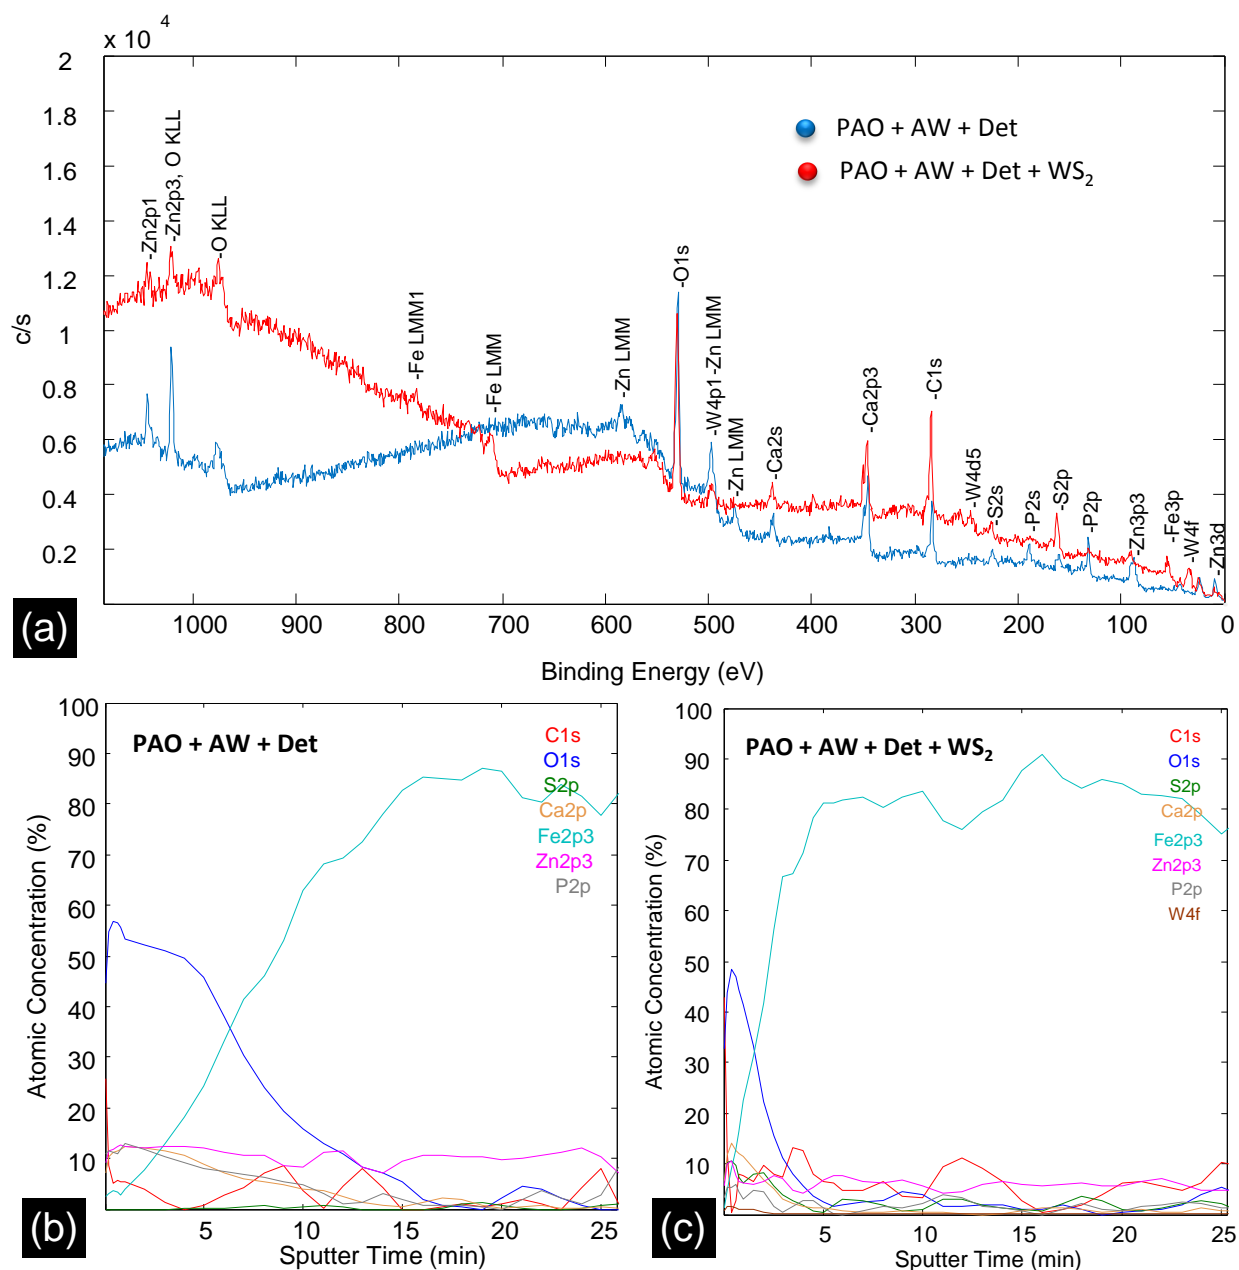 x 10⁴
2
1.8
1.6
1.4
1.2
1
0.8
0.6
0.4
0.2
c/s
PAO + AW + Det
PAO + AW + Det + WS₂
-Zn2p1
-Zn2p3, O KLL
-O KLL
-Fe LMM1
-Fe LMM
-Zn LMM
-O1s
-W4p1 -Zn LMM
-Zn LMM
-Ca2s
-Ca2p3
-C1s
-W4d5
-S2s
-P2s
-S2p
-P2p
-Zn3p3
-Fe3p
-W4f
-Zn3d
1000 900 800 700 600 500 400 300 200 100 0
Binding Energy (eV)
(a)
100
90
80
70
60
50
40
30
20
10
Atomic Concentration (%)
PAO + AW + Det
C1s
O1s
S2p
Ca2p
Fe2p3
Zn2p3
P2p
5 10 15 20 25
Sputter Time (min)
(b)
100
90
80
70
60
50
40
30
20
10
Atomic Concentration (%)
PAO + AW + Det + WS₂
C1s
O1s
S2p
Ca2p
Fe2p3
Zn2p3
P2p
W4f
5 10 15 20 25
Sputter Time (min)
(c)